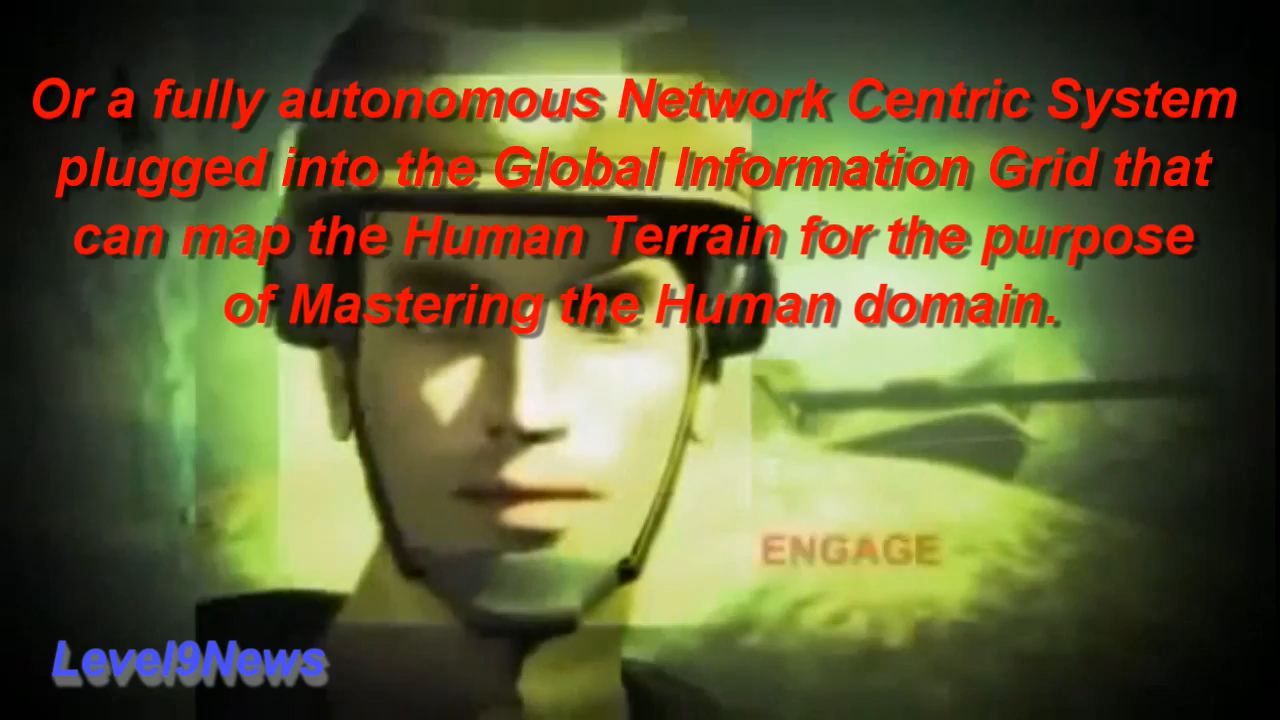 Or a fully autonomous Network Centric System
plugged into the Global Information Grid that
can map the Human Terrain for the purpose
of Mastering the Human domain.
ENGAGE
Level9News